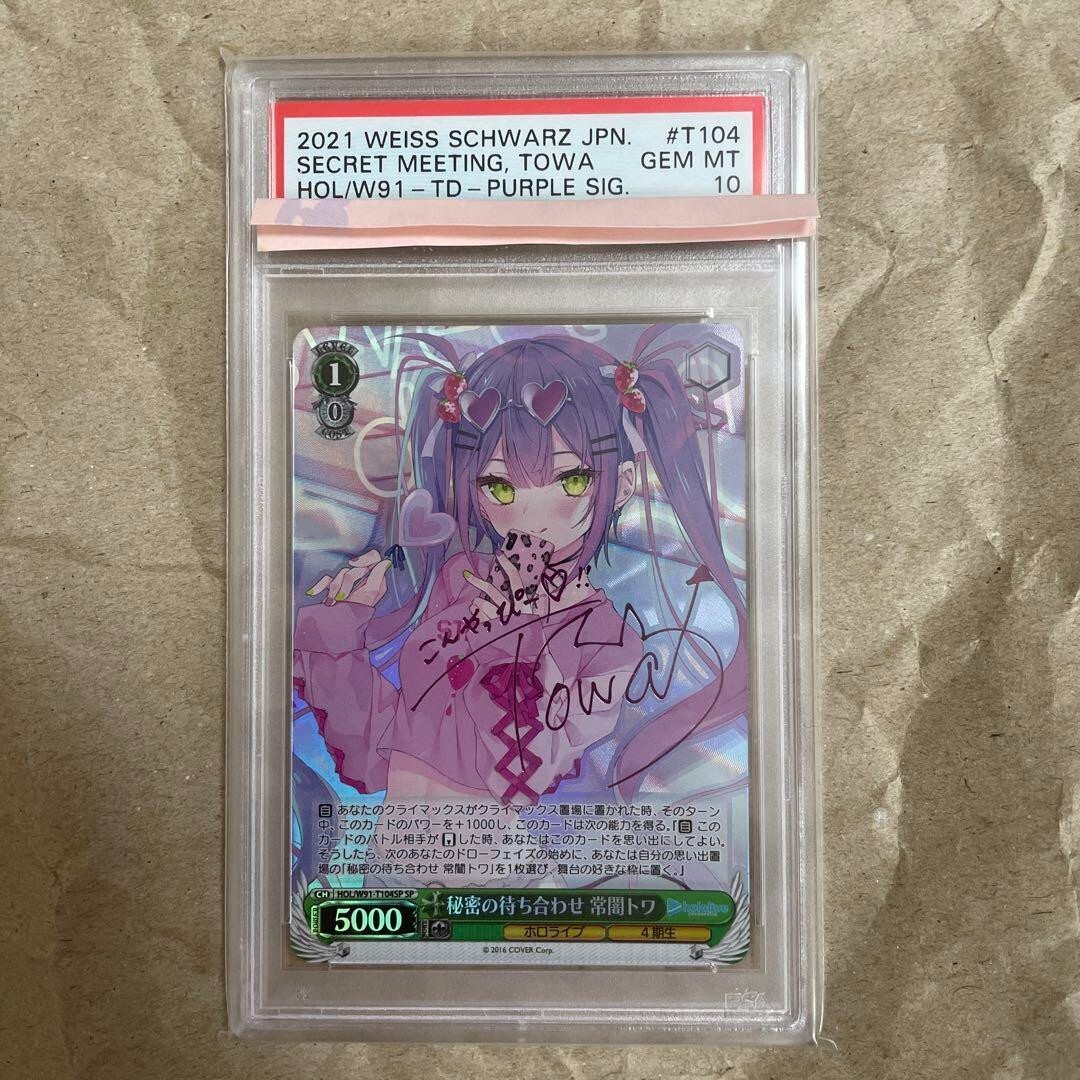 2021 WEISS SCHWARZ JPN. #T104
SECRET MEETING, TOWA GEM MT
HOL/W91-TD-PURPLE SIG. 10
LEVEL
1
0
COST
こんやっぴー!!
Towa
自 あなたのクライマックスがクライマックス置場に置かれた時、そのターン
中、このカードのパワーを+1000し、このカードは次の能力を得る。「自 この
カードのバトル相手が した時、あなたはこのカードを思い出にしてよい。
そうしたら、次のあなたのドローフェイズの始めに、あなたは自分の思い出置
場の「秘密の待ち合わせ 常闇トワ」を1枚選び、舞台の好きな枠に置く。」
CH HOL/W91-T104SP SP
POWER
5000
秘密の待ち合わせ 常闇トワ
hololive
ホロライブ 4期生
© 2016 COVER Corp.
PSA